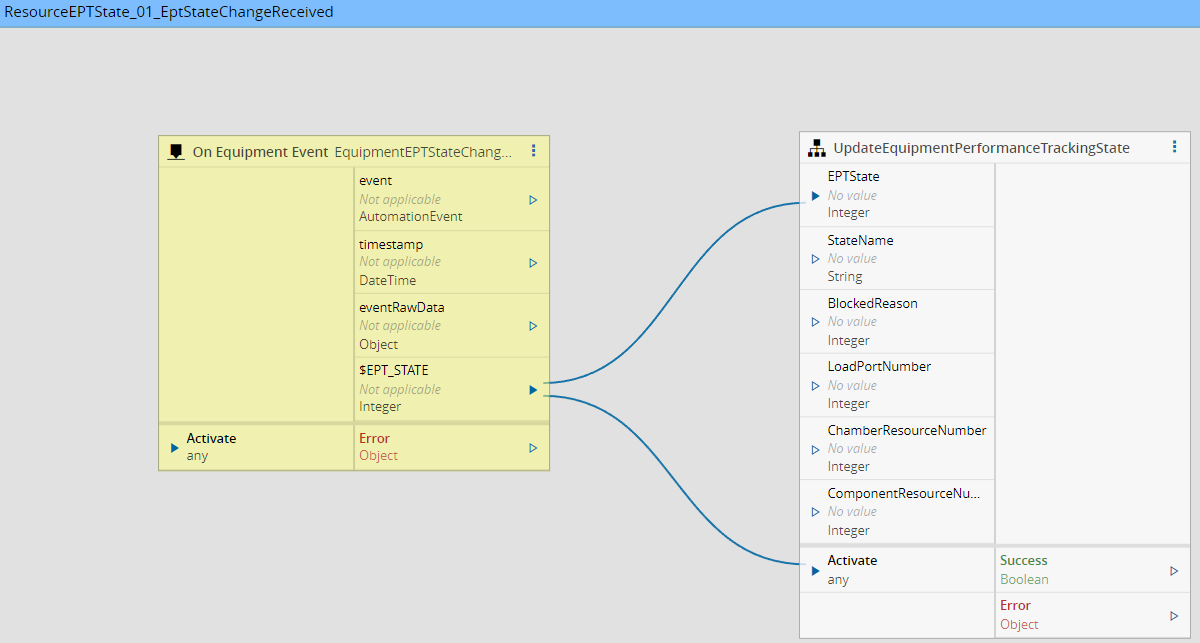 ResourceEPTState_01_EptStateChangeReceived
On Equipment Event EquipmentEPTStateChang...
event
Not applicable
AutomationEvent
timestamp
Not applicable
DateTime
eventRawData
Not applicable
Object
$EPT_STATE
Not applicable
Integer
Activate
any
Error
Object
UpdateEquipmentPerformanceTrackingState
EPTState
No value
Integer
StateName
No value
String
BlockedReason
No value
Integer
LoadPortNumber
No value
Integer
ChamberResourceNumber
No value
Integer
ComponentResourceNu...
No value
Integer
Activate
any
Success
Boolean
Error
Object